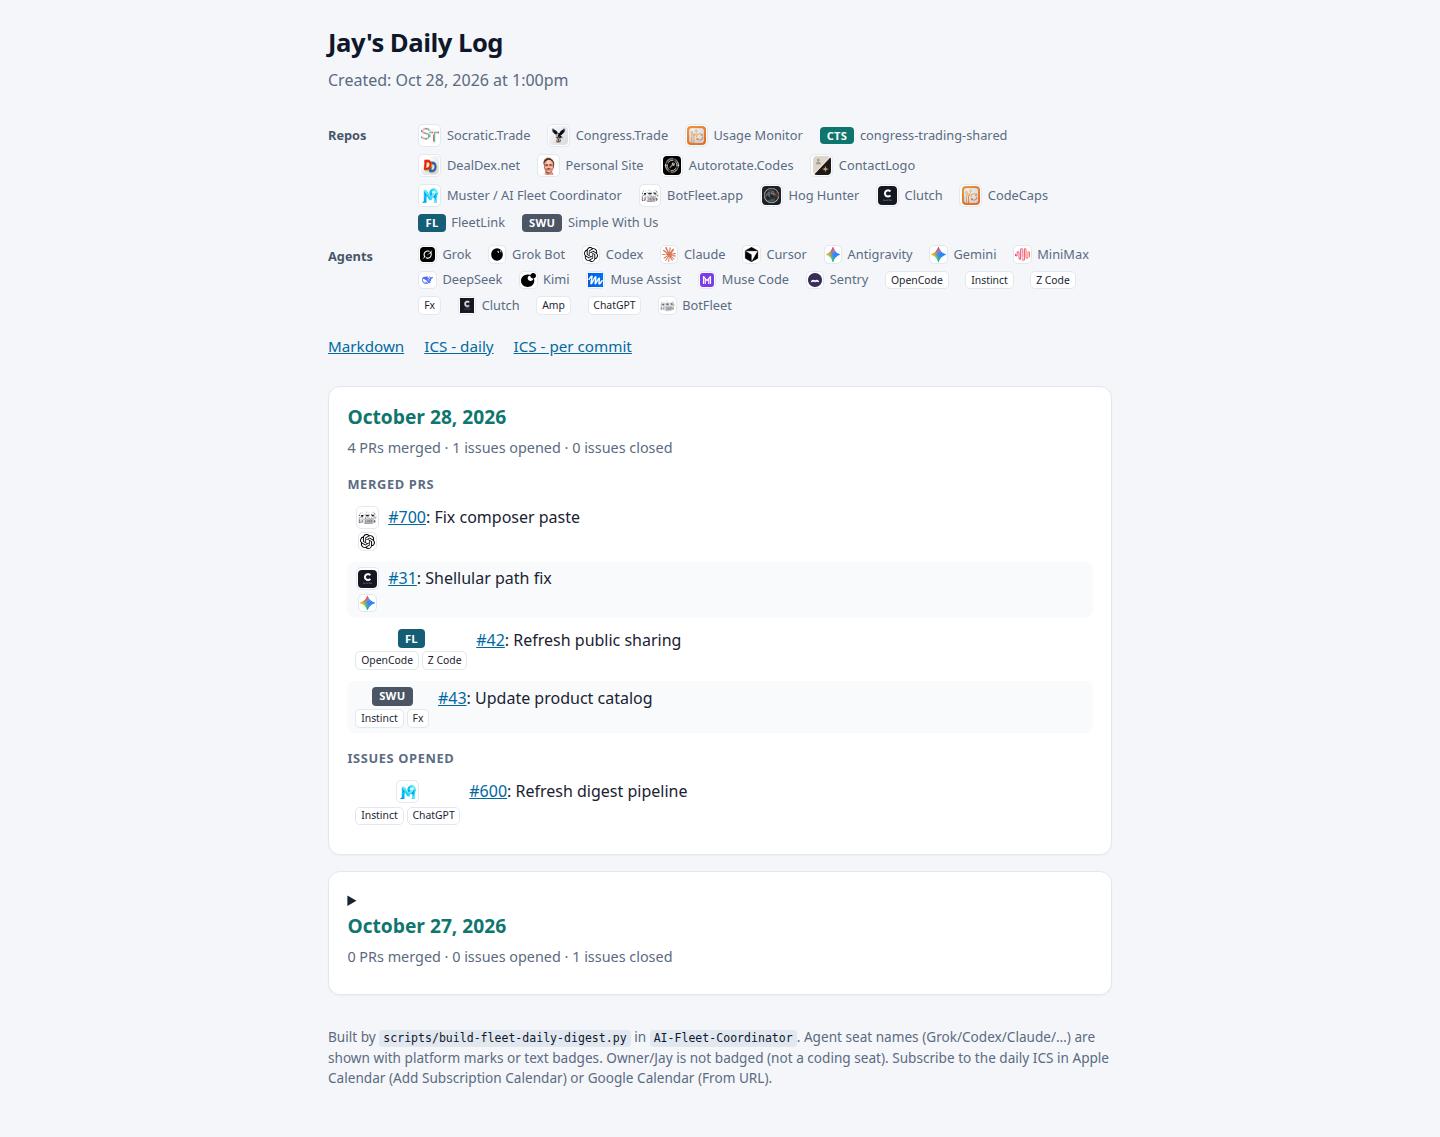 Jay's Daily Log
Created: Oct 28, 2026 at 1:00pm
Repos
Socratic.Trade Congress.Trade Usage Monitor CTS congress-trading-shared
DealDex.net Personal Site Autorotate.Codes ContactLogo
Muster / AI Fleet Coordinator BotFleet.app Hog Hunter Clutch CodeCaps
FL FleetLink SWU Simple With Us
Agents
Grok Grok Bot Codex Claude Cursor Antigravity Gemini MiniMax
DeepSeek Kimi Muse Assist Muse Code Sentry OpenCode Instinct Z Code
Fx Clutch Amp ChatGPT BotFleet
Markdown ICS - daily ICS - per commit
October 28, 2026
4 PRs merged · 1 issues opened · 0 issues closed
MERGED PRS
#700: Fix composer paste
#31: Shellular path fix
FL #42: Refresh public sharing
OpenCode Z Code
SWU #43: Update product catalog
Instinct Fx
ISSUES OPENED
#600: Refresh digest pipeline
Instinct ChatGPT
October 27, 2026
0 PRs merged · 0 issues opened · 1 issues closed
Built by scripts/build-fleet-daily-digest.py in AI-Fleet-Coordinator. Agent seat names (Grok/Codex/Claude/…) are
shown with platform marks or text badges. Owner/Jay is not badged (not a coding seat). Subscribe to the daily ICS in Apple
Calendar (Add Subscription Calendar) or Google Calendar (From URL).